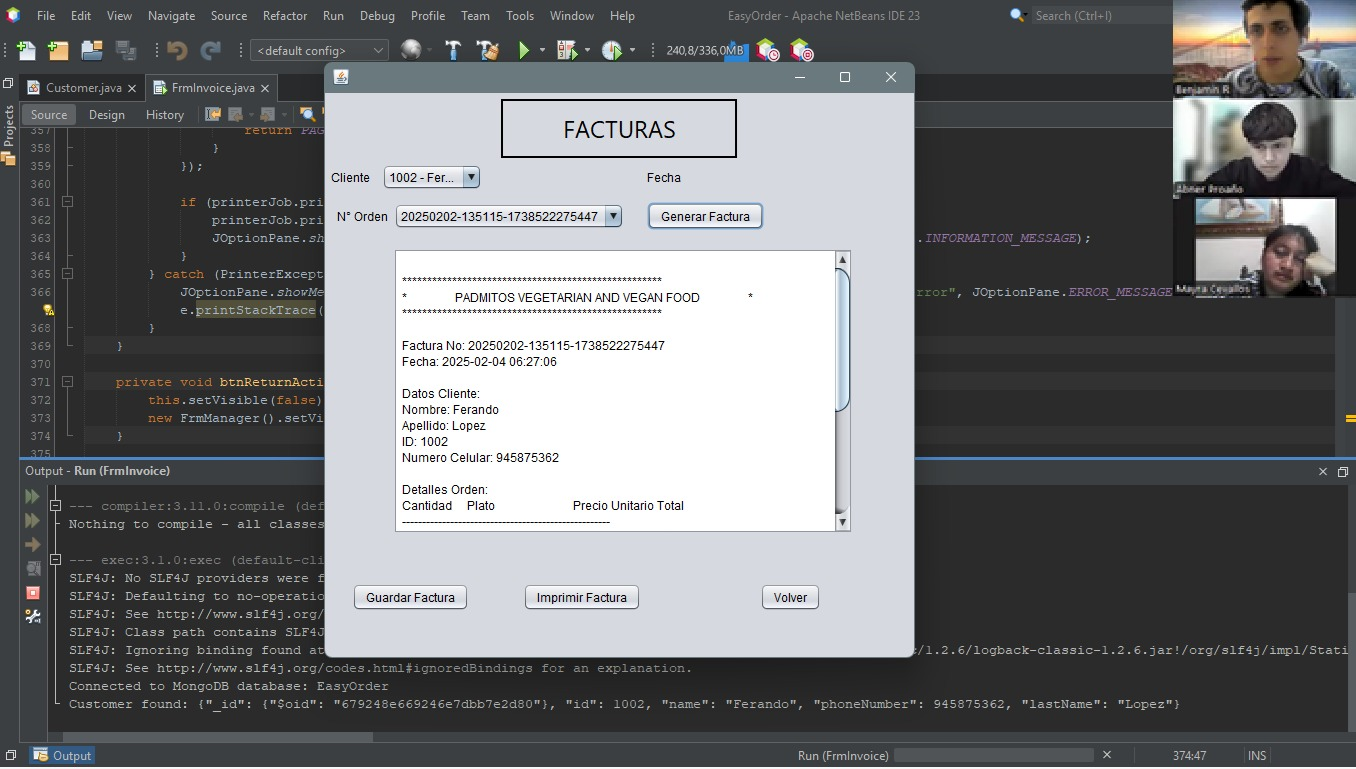 File Edit View Navigate Source Refactor Run Debug Profile Team Tools Window Help
EasyOrder - Apache NetBeans IDE 23
Search (Ctrl+I)
<default config>
240,8/336,0MB
Projects
Customer.java
FrmInvoice.java
Source Design History
357 return PAG
358 }
359 });
360
361 if (printerJob.pri
362 printerJob.pri
363 JOptionPane.sh .INFORMATION_MESSAGE);
364 }
365 } catch (PrinterExcept
366 JOptionPane.showMe rror", JOptionPane.ERROR_MESSAGE
e.printStackTrace(
368 }
369 }
370
371 private void btnReturnActi
372 this.setVisible(false)
373 new FrmManager().setVi
374 }
375
FACTURAS
Cliente 1002 - Fer... Fecha
N° Orden 20250202-135115-1738522275447 Generar Factura
****************************************************
* PADMITOS VEGETARIAN AND VEGAN FOOD *
****************************************************
Factura No: 20250202-135115-1738522275447
Fecha: 2025-02-04 06:27:06
Datos Cliente:
Nombre: Ferando
Apellido: Lopez
ID: 1002
Numero Celular: 945875362
Detalles Orden:
Cantidad Plato Precio Unitario Total
----------------------------------------------------
Guardar Factura Imprimir Factura Volver
Benjamin R
Abner Proaño
Mayra Cevallos
Output - Run (FrmInvoice)
--- compiler:3.11.0:compile (def
Nothing to compile - all classes
--- exec:3.1.0:exec (default-cli
SLF4J: No SLF4J providers were f
SLF4J: Defaulting to no-operatio
SLF4J: See http://www.slf4j.org/
SLF4J: Class path contains SLF4J
SLF4J: Ignoring binding found at /1.2.6/logback-classic-1.2.6.jar!/org/slf4j/impl/Stati
SLF4J: See http://www.slf4j.org/codes.html#ignoredBindings for an explanation.
Connected to MongoDB database: EasyOrder
Customer found: {"_id": {"$oid": "679248e669246e7dbb7e2d80"}, "id": 1002, "name": "Ferando", "phoneNumber": 945875362, "lastName": "Lopez"}
Output
Run (FrmInvoice)
374:47 INS